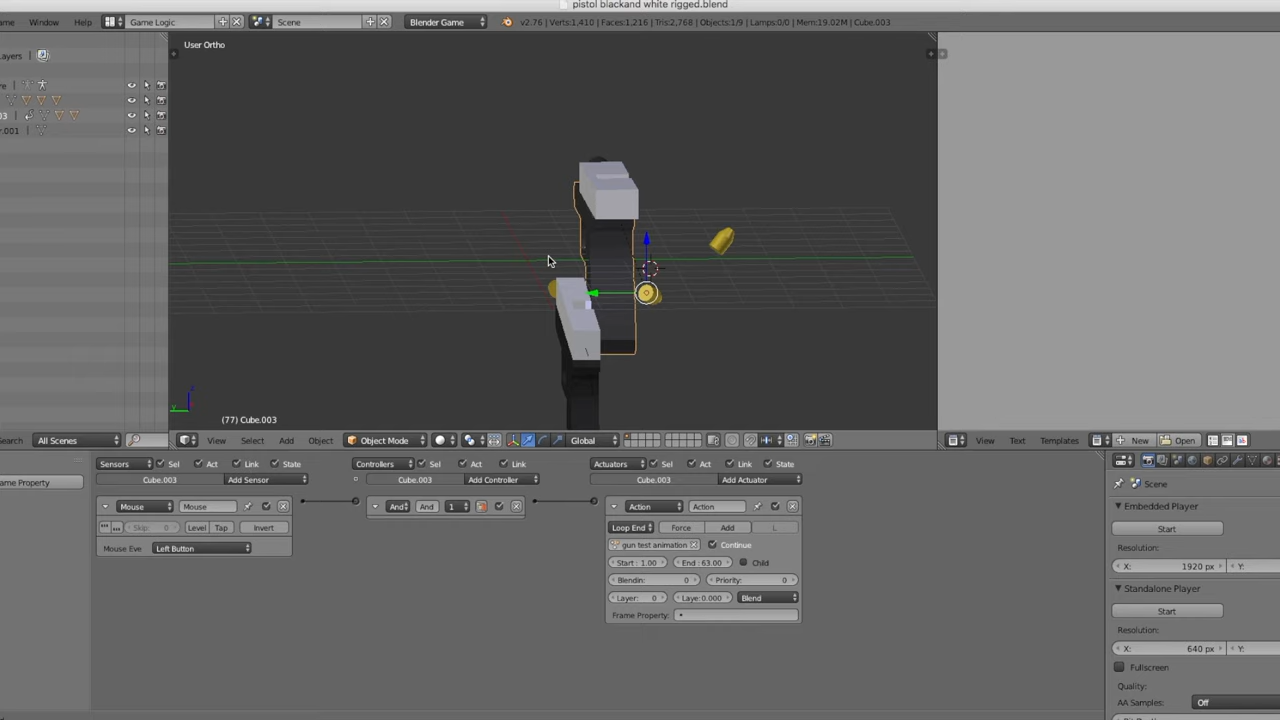 pistol blackand white rigged.blend
Window Help Game Logic Scene Blender Game v2.76 | Verts:1,410 | Faces:1,216 | Tris:2,768 | Objects:1/9 | Lamps:0/0 | Mem:19.02M | Cube.003
User Ortho
ayers
re
03
.001
(77) Cube.003
Search All Scenes View Select Add Object Object Mode Global View Text Templates New Open
Sensors Sel Act Link State Controllers Sel Act Link Actuators Sel Act Link State
ame Property Cube.003 Add Sensor Cube.003 Add Controller Cube.003 Add Actuator Scene
Mouse Mouse And And 1 Action Action Embedded Player
Skip: 0 Level Tap Invert Loop End Force Add L Start
Mouse Eve Left Button gun test animation Continue Resolution:
Start: 1.00 End: 63.00 Child X: 1920 px Y:
Blendin: 0 Priority: 0 Standalone Player
Layer: 0 Laye:0.000 Blend Start
Frame Property: Resolution:
X: 640 px Y:
Fullscreen
Quality:
AA Samples: Off